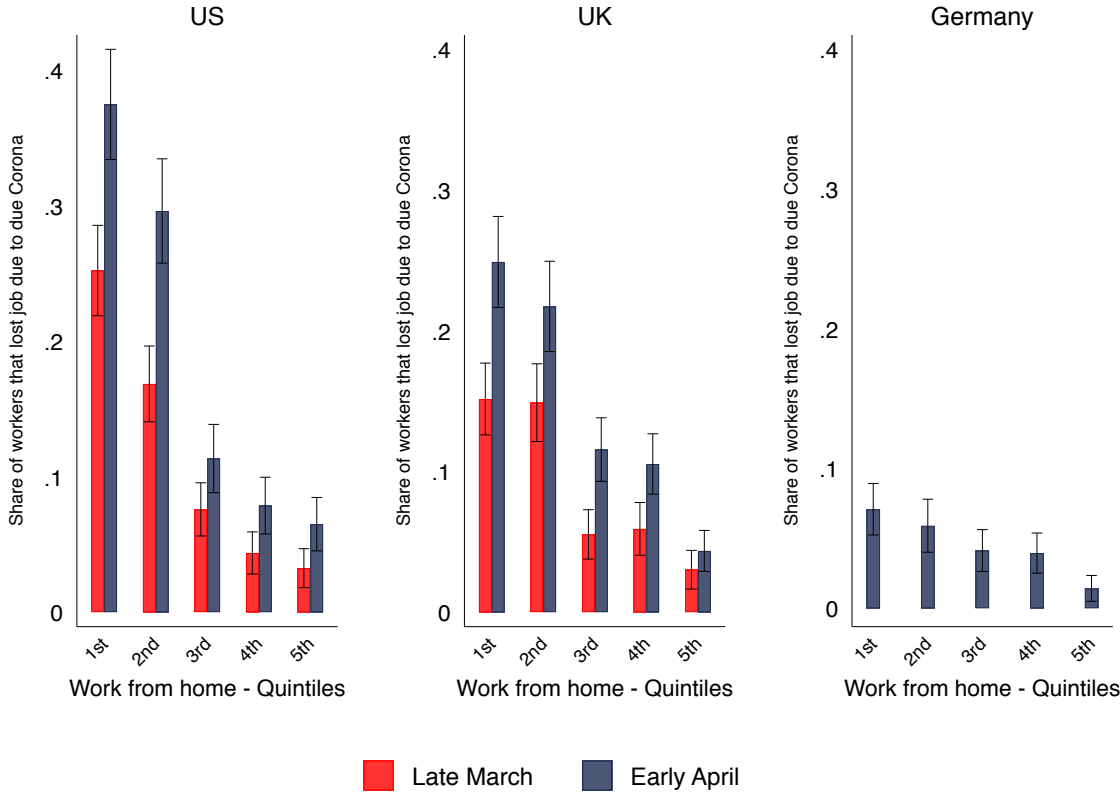 US
Share of workers that lost job due to due Corona
.4
.3
.2
.1
0
1st
2nd
3rd
4th
5th
Work from home - Quintiles
UK
Share of workers that lost job due to due Corona
.4
.3
.2
.1
0
1st
2nd
3rd
4th
5th
Work from home - Quintiles
Germany
Share of workers that lost job due to due Corona
.4
.3
.2
.1
0
1st
2nd
3rd
4th
5th
Work from home - Quintiles
Late March
Early April